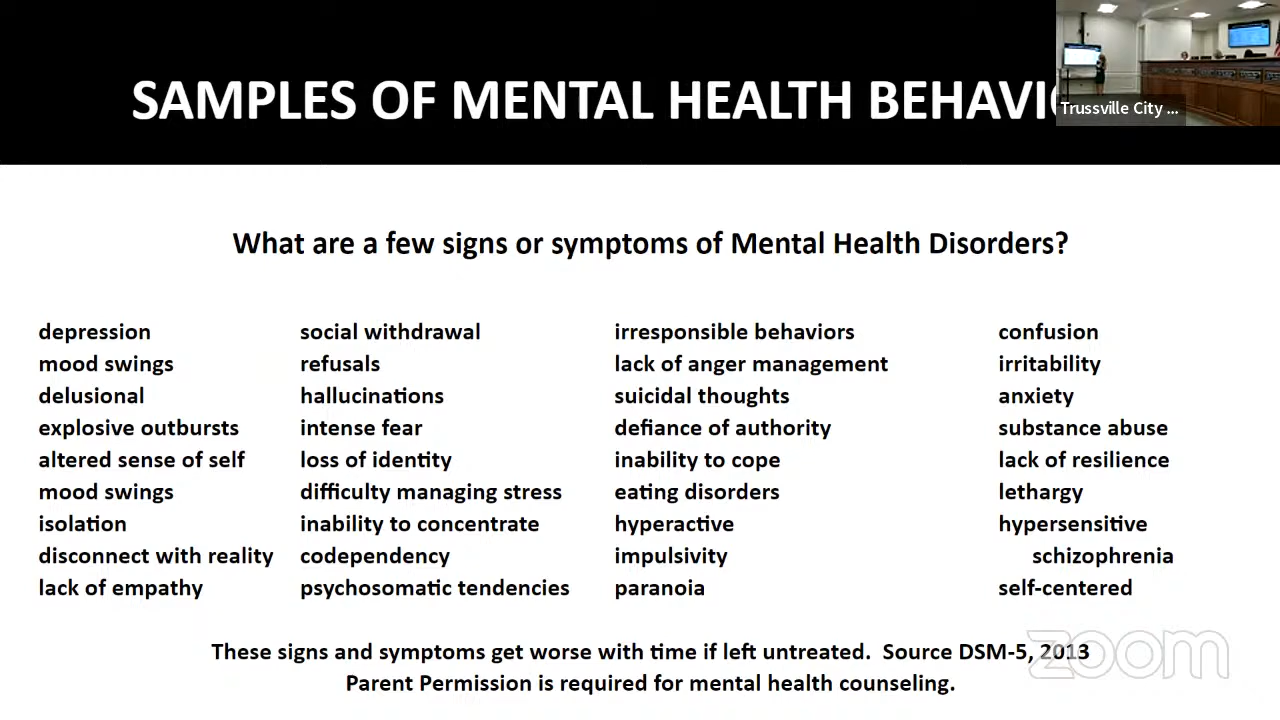 SAMPLES OF MENTAL HEALTH BEHAVIO
Trussville City ...
What are a few signs or symptoms of Mental Health Disorders?
depression social withdrawal irresponsible behaviors confusion
mood swings refusals lack of anger management irritability
delusional hallucinations suicidal thoughts anxiety
explosive outbursts intense fear defiance of authority substance abuse
altered sense of self loss of identity inability to cope lack of resilience
mood swings difficulty managing stress eating disorders lethargy
isolation inability to concentrate hyperactive hypersensitive
disconnect with reality codependency impulsivity schizophrenia
lack of empathy psychosomatic tendencies paranoia self-centered
These signs and symptoms get worse with time if left untreated. Source DSM-5, 2013
Parent Permission is required for mental health counseling.
zoom